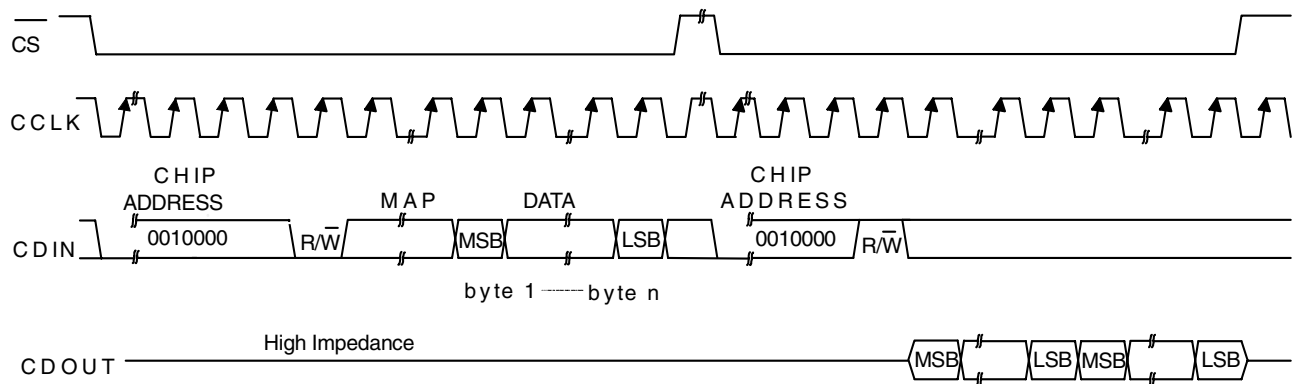 CS
CCLK
CHIP
ADDRESS
MAP
DATA
CHIP
ADDRESS
CDIN
0010000
R/W
MSB
LSB
0010000
R/W
byte 1 ------ byte n
High Impedance
CDOUT
MSB
LSB
MSB
LSB